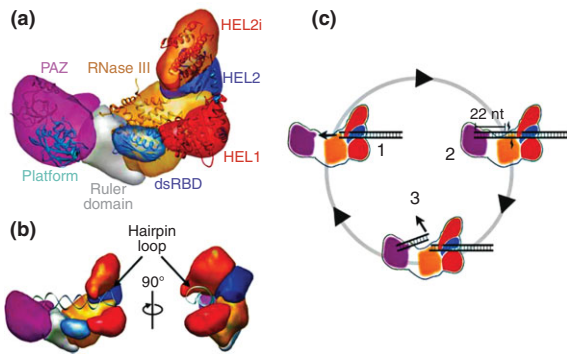 (a)
HEL2i
PAZ
RNase III
HEL2
Platform
Ruler
domain
dsRBD
HEL1
(b)
Hairpin
loop
90°
(c)
22 nt
1
2
3